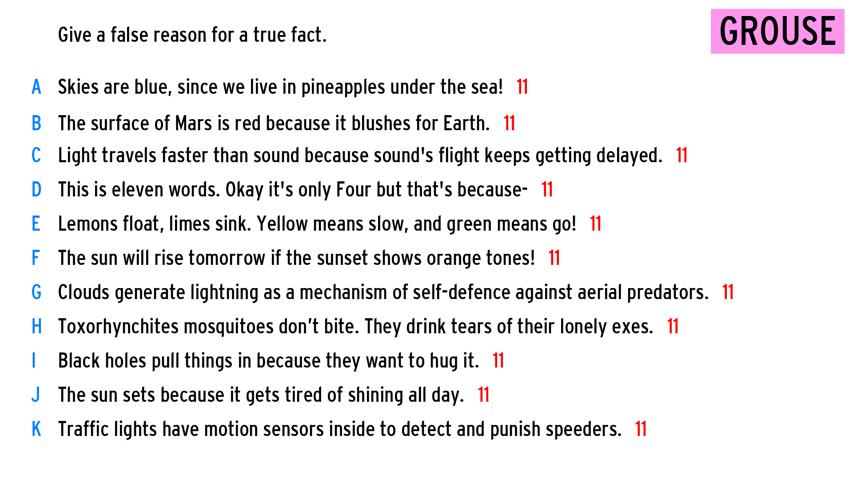 Give a false reason for a true fact.
GROUSE
A Skies are blue, since we live in pineapples under the sea! 11
B The surface of Mars is red because it blushes for Earth. 11
C Light travels faster than sound because sound's flight keeps getting delayed. 11
D This is eleven words. Okay it's only Four but that's because- 11
E Lemons float, limes sink. Yellow means slow, and green means go! 11
F The sun will rise tomorrow if the sunset shows orange tones! 11
G Clouds generate lightning as a mechanism of self-defence against aerial predators. 11
H Toxorhynchites mosquitoes don’t bite. They drink tears of their lonely exes. 11
I Black holes pull things in because they want to hug it. 11
J The sun sets because it gets tired of shining all day. 11
K Traffic lights have motion sensors inside to detect and punish speeders. 11